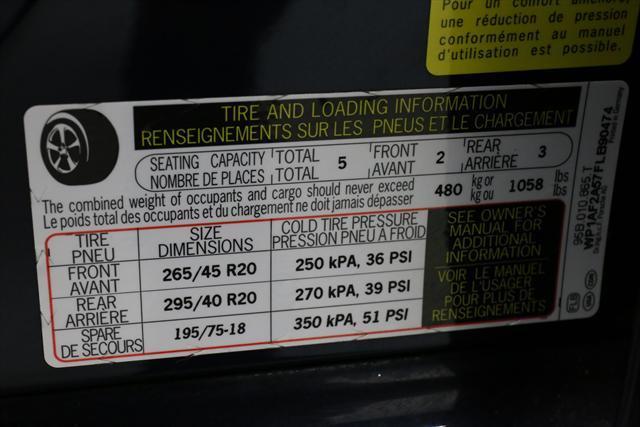 Pour un confort amélioré,
une réduction de pression
conformément au manuel
d'utilisation est possible.
TIRE AND LOADING INFORMATION
RENSEIGNEMENTS SUR LES PNEUS ET LE CHARGEMENT
SEATING CAPACITY TOTAL 5 FRONT 2 REAR 3
NOMBRE DE PLACES TOTAL AVANT ARRIÈRE
The combined weight of occupants and cargo should never exceed 480 kg or 1058 lbs
Le poids total des occupants et du chargement ne doit jamais dépasser kg ou lbs
TIRE SIZE COLD TIRE PRESSURE
PNEU DIMENSIONS PRESSION PNEU A FROID
FRONT 265/45 R20 250 kPa, 36 PSI
AVANT
REAR 295/40 R20 270 kPa, 39 PSI
ARRIÈRE
SPARE 195/75-18 350 kPa, 51 PSI
DE SECOURS
SEE OWNER'S
MANUAL FOR
ADDITIONAL
INFORMATION
VOIR LE MANUEL
DE L'USAGER
POUR PLUS DE
RENSEIGNEMENTS
95B.010.865.T
WP1AF2A57FLB90474
Printed in Germany
FLB